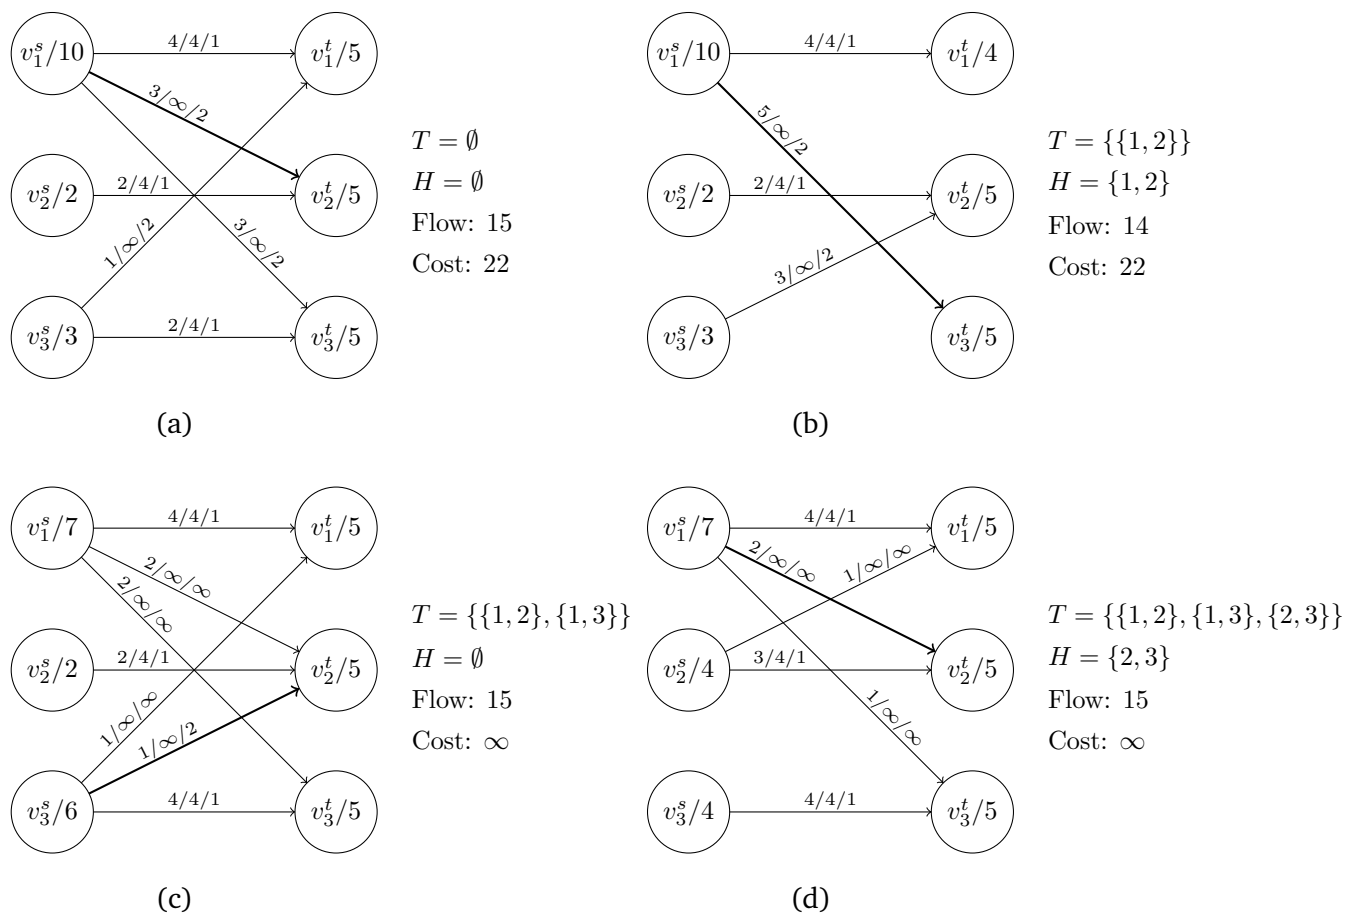 v_1^s/10
4/4/1
v_1^t/5
3/∞/2
T = ∅
H = ∅
v_2^s/2
2/4/1
v_2^t/5
Flow: 15
Cost: 22
1/∞/2
3/∞/2
v_3^s/3
2/4/1
v_3^t/5
(a)
v_1^s/10
4/4/1
v_1^t/4
5/∞/2
T = {{1, 2}}
H = {1, 2}
v_2^s/2
2/4/1
v_2^t/5
Flow: 14
Cost: 22
3/∞/2
v_3^s/3
v_3^t/5
(b)
v_1^s/7
4/4/1
v_1^t/5
2/∞/∞
2/∞/∞
T = {{1, 2}, {1, 3}}
H = ∅
v_2^s/2
2/4/1
v_2^t/5
Flow: 15
Cost: ∞
1/∞/∞
1/∞/2
v_3^s/6
4/4/1
v_3^t/5
(c)
v_1^s/7
4/4/1
v_1^t/5
2/∞/∞
1/∞/∞
T = {{1, 2}, {1, 3}, {2, 3}}
H = {2, 3}
v_2^s/4
3/4/1
v_2^t/5
Flow: 15
Cost: ∞
1/∞/∞
v_3^s/4
4/4/1
v_3^t/5
(d)